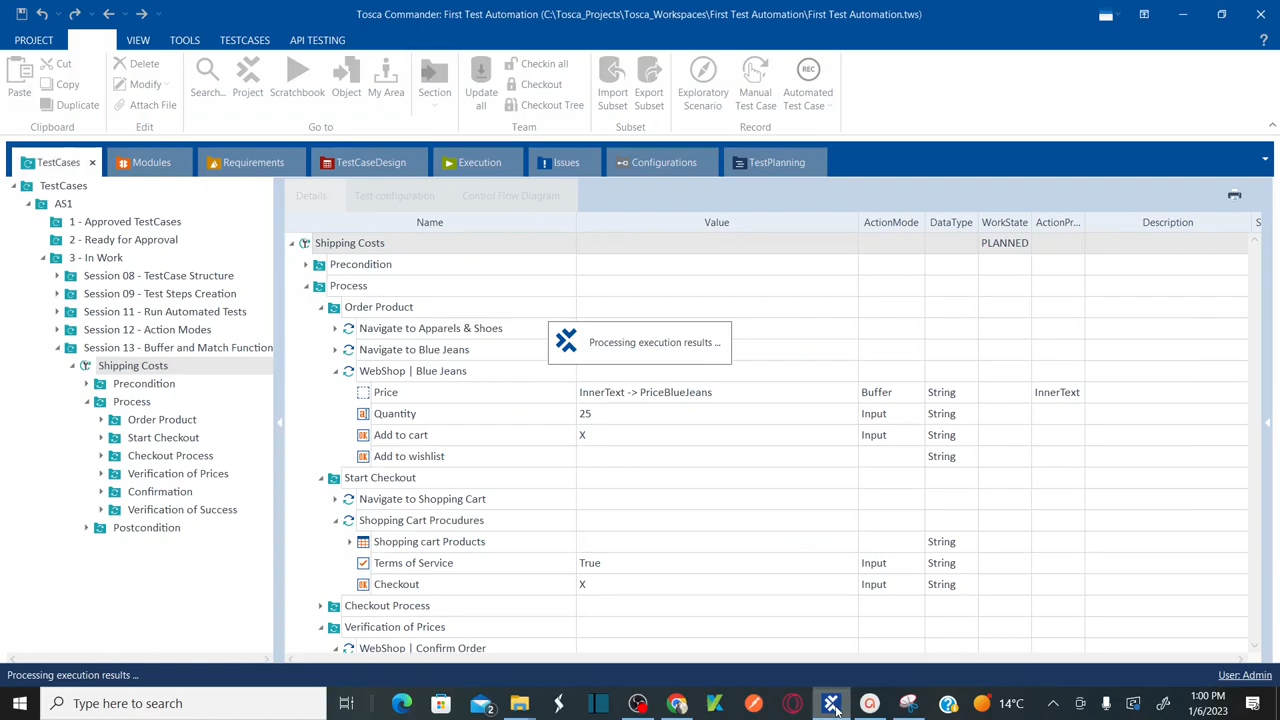 Tosca Commander: First Test Automation (C:\Tosca_Projects\Tosca_Workspaces\First Test Automation\First Test Automation.tws)
PROJECT VIEW TOOLS TESTCASES API TESTING
Paste Cut Copy Duplicate Clipboard
Delete Modify Attach File Edit
Search... Project Scratchbook Object My Area Section Go to
Update all Checkin all Checkout Checkout Tree Team
Import Subset Export Subset Subset
Exploratory Scenario Manual Test Case REC Automated Test Case Record
TestCases Modules Requirements TestCaseDesign Execution Issues Configurations TestPlanning
TestCases
AS1
1 - Approved TestCases
2 - Ready for Approval
3 - In Work
Session 08 - TestCase Structure
Session 09 - Test Steps Creation
Session 11 - Run Automated Tests
Session 12 - Action Modes
Session 13 - Buffer and Match Function
Shipping Costs
Precondition
Process
Order Product
Start Checkout
Checkout Process
Verification of Prices
Confirmation
Verification of Success
Postcondition
Details Test configuration Control Flow Diagram
Name Value ActionMode DataType WorkState ActionPr... Description S
Shipping Costs PLANNED
Precondition
Process
Order Product
Navigate to Apparels & Shoes
Navigate to Blue Jeans
WebShop | Blue Jeans
Price InnerText -> PriceBlueJeans Buffer String InnerText
Quantity 25 Input String
Add to cart X Input String
Add to wishlist String
Start Checkout
Navigate to Shopping Cart
Shopping Cart Procudures
Shopping cart Products String
Terms of Service True Input String
Checkout X Input String
Checkout Process
Verification of Prices
WebShop | Confirm Order
Processing execution results ...
Processing execution results ... User: Admin
Type here to search 2 14°C 1:00 PM
1/6/2023